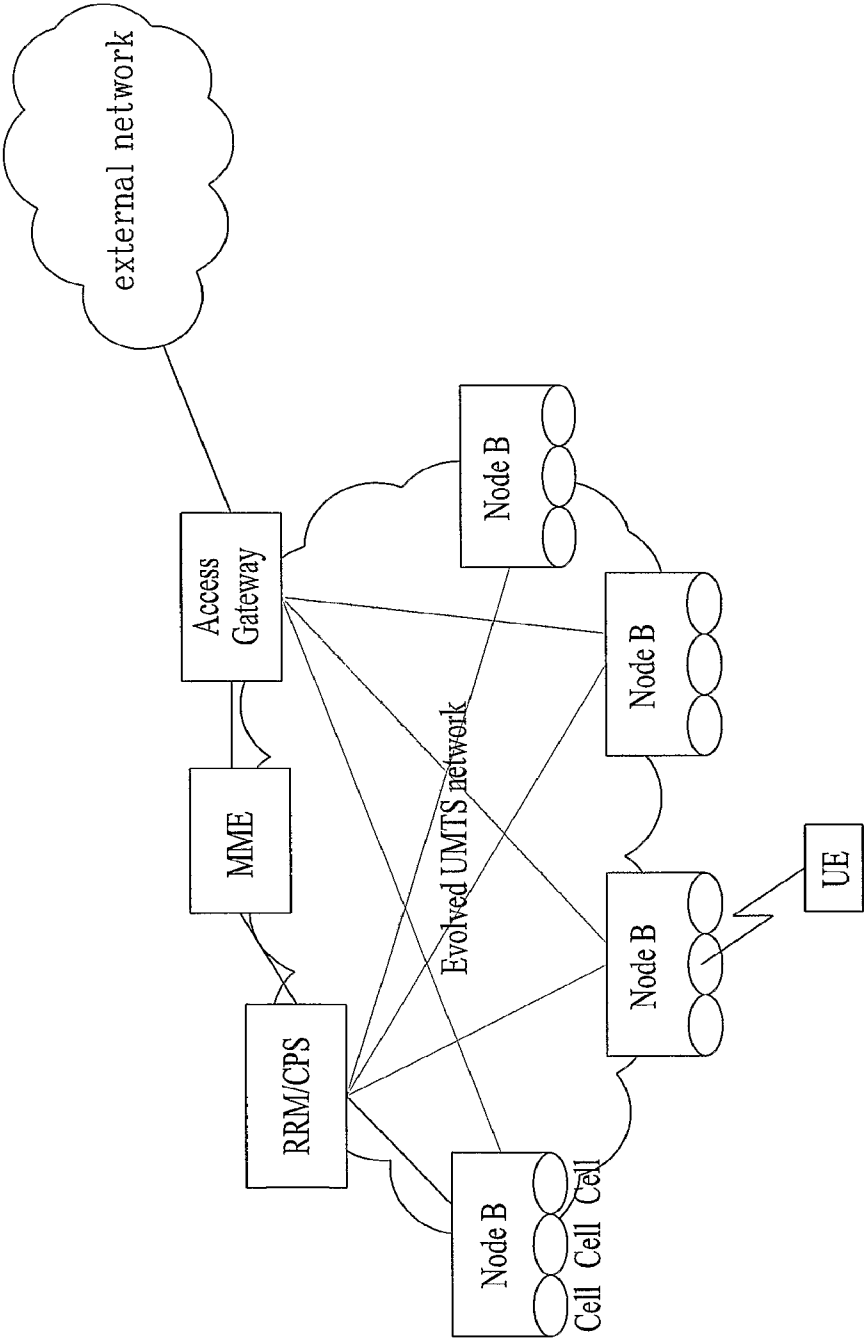 external network
Access
Gateway
MME
RRM/CPS
Evolved UMTS network
Node B
Node B
Node B
Node B
Cell
Cell
Cell
UE